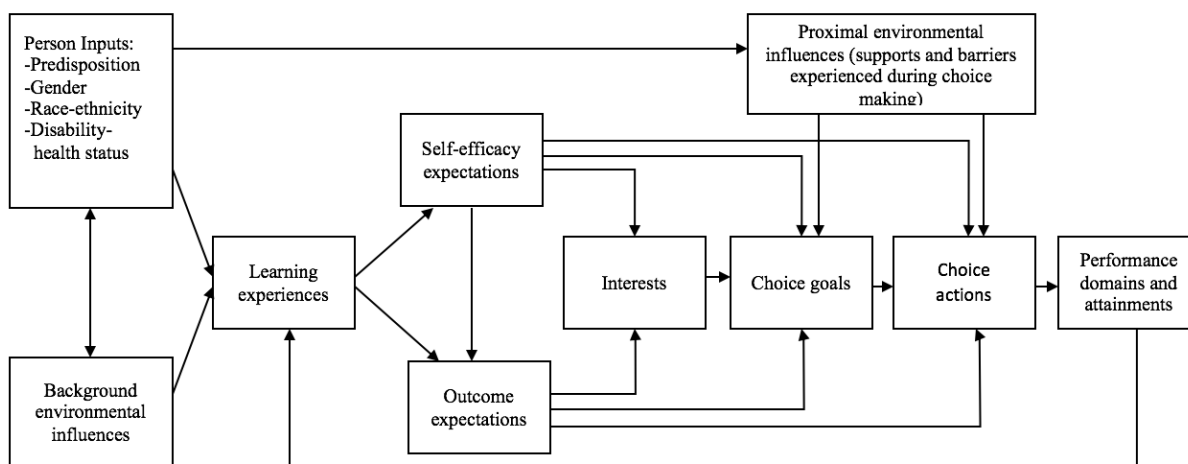 Person Inputs:
-Predisposition
-Gender
-Race-ethnicity
-Disability-
health status
Proximal environmental
influences (supports and barriers
experienced during choice
making)
Self-efficacy
expectations
Learning
experiences
Interests
Choice goals
Choice
actions
Performance
domains and
attainments
Background
environmental
influences
Outcome
expectations